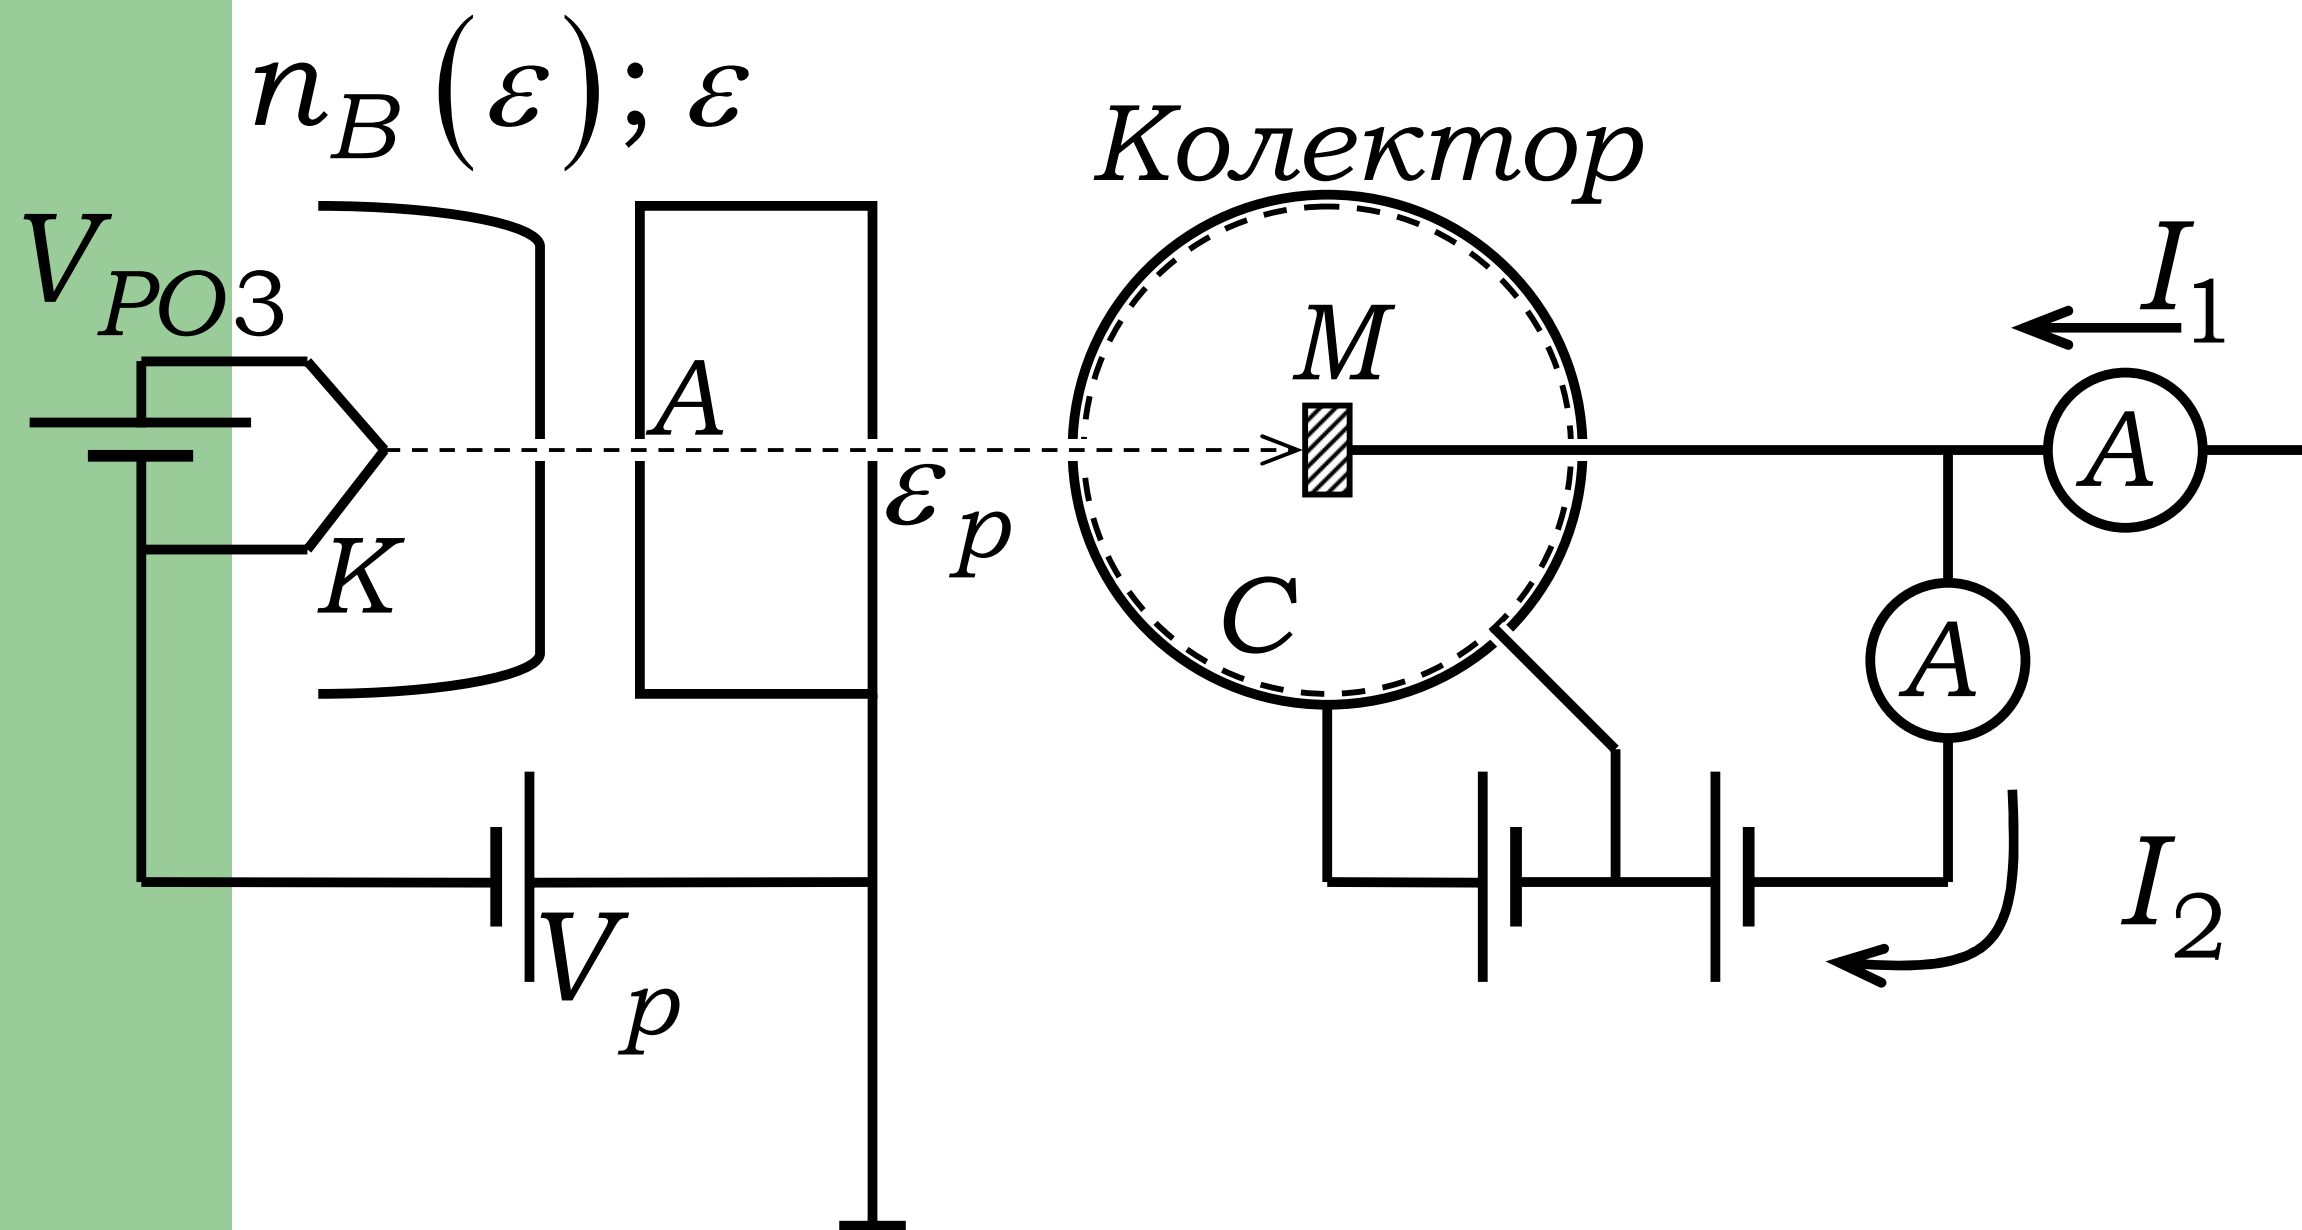 n_B (ε); ε
Колектор
V_РОЗ
I_1
M
A
A
ε_p
K
C
A
I_2
V_p